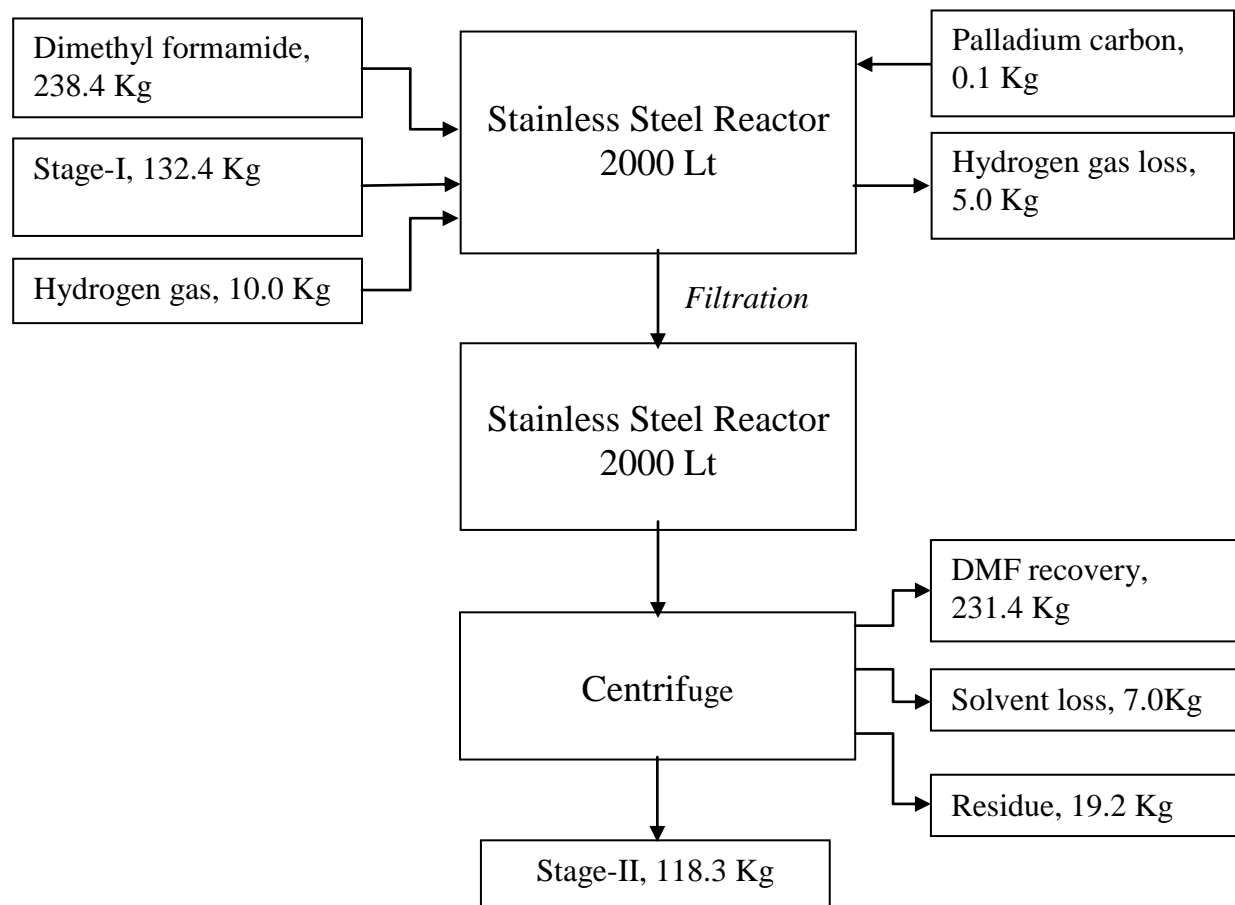 Dimethyl formamide,
238.4 Kg
Stage-I, 132.4 Kg
Hydrogen gas, 10.0 Kg
Stainless Steel Reactor
2000 Lt
Palladium carbon,
0.1 Kg
Hydrogen gas loss,
5.0 Kg
Filtration
Stainless Steel Reactor
2000 Lt
Centrifuge
DMF recovery,
231.4 Kg
Solvent loss, 7.0Kg
Residue, 19.2 Kg
Stage-II, 118.3 Kg